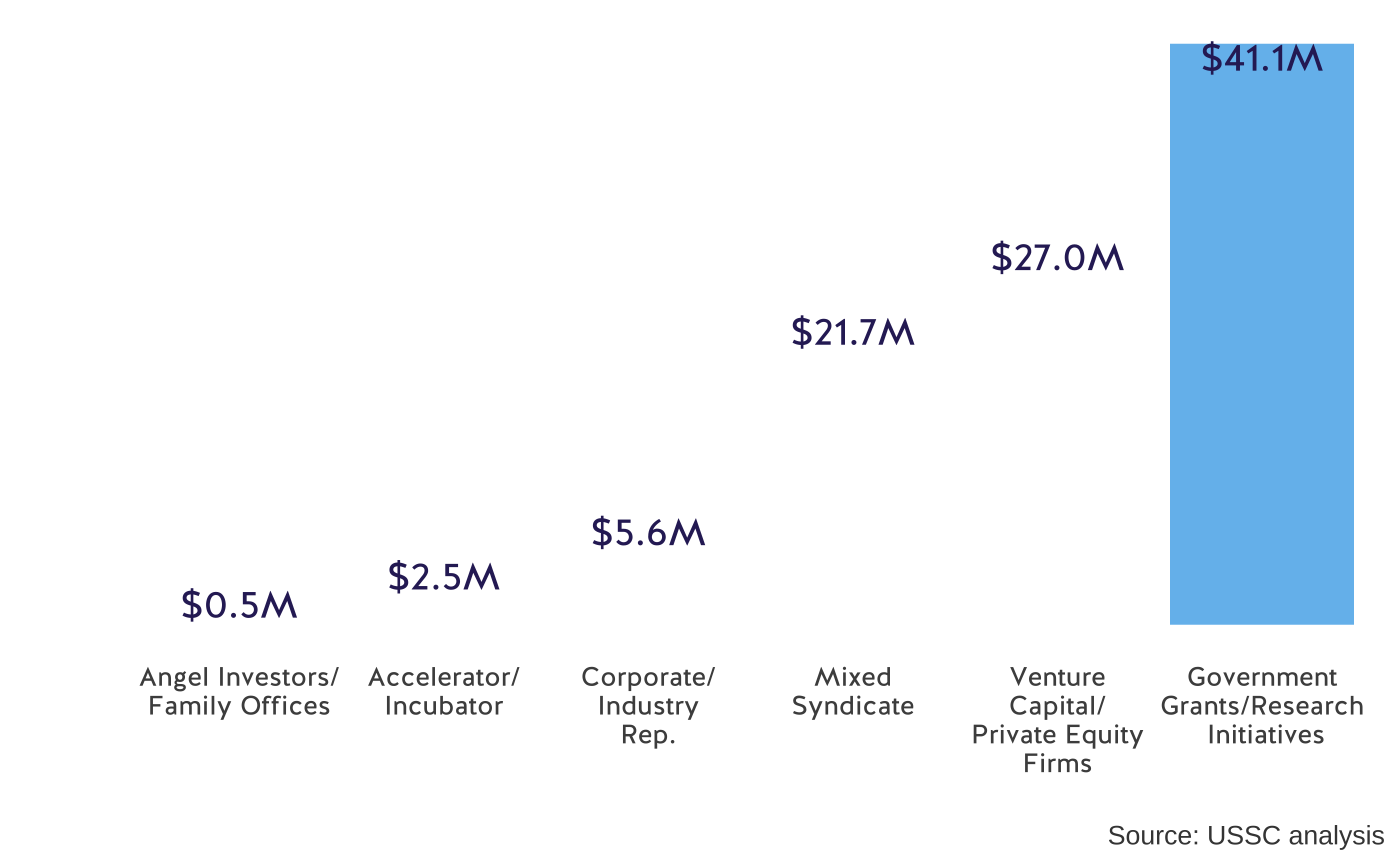 $41.1M
$27.0M
$21.7M
$5.6M
$2.5M
$0.5M
Angel Investors/
Family Offices
Accelerator/
Incubator
Corporate/
Industry
Rep.
Mixed
Syndicate
Venture
Capital/
Private Equity
Firms
Government
Grants/Research
Initiatives
Source: USSC analysis